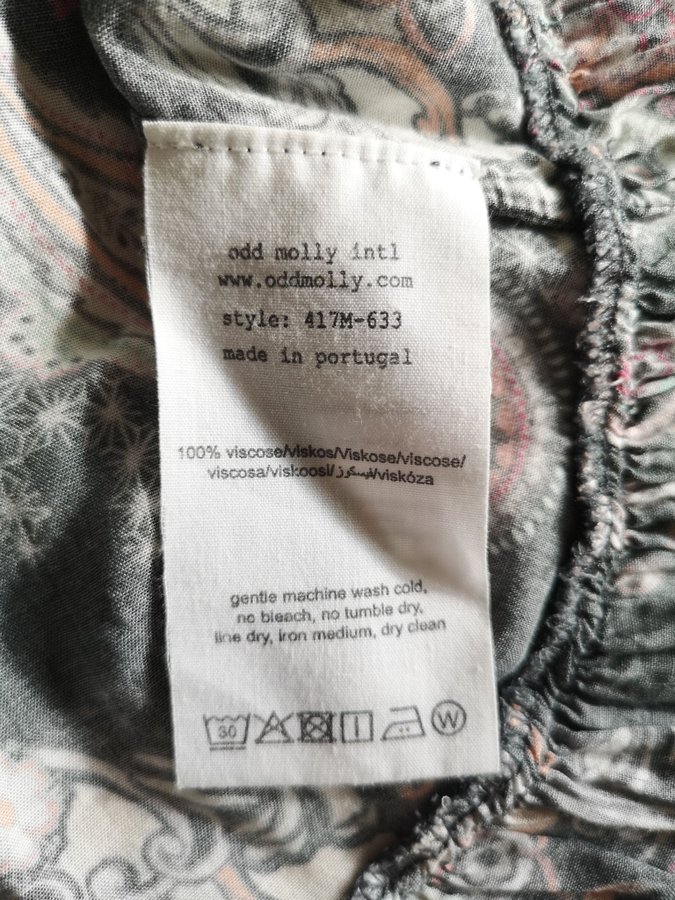 odd molly intl
www.oddmolly.com
style: 417M-633
made in portugal
100% viscose/viskos/Viskose/viscose/
viscosa/viskoosi/فيسكوز/viskóza
gentle machine wash cold,
no bleach, no tumble dry,
line dry, iron medium, dry clean
30 W